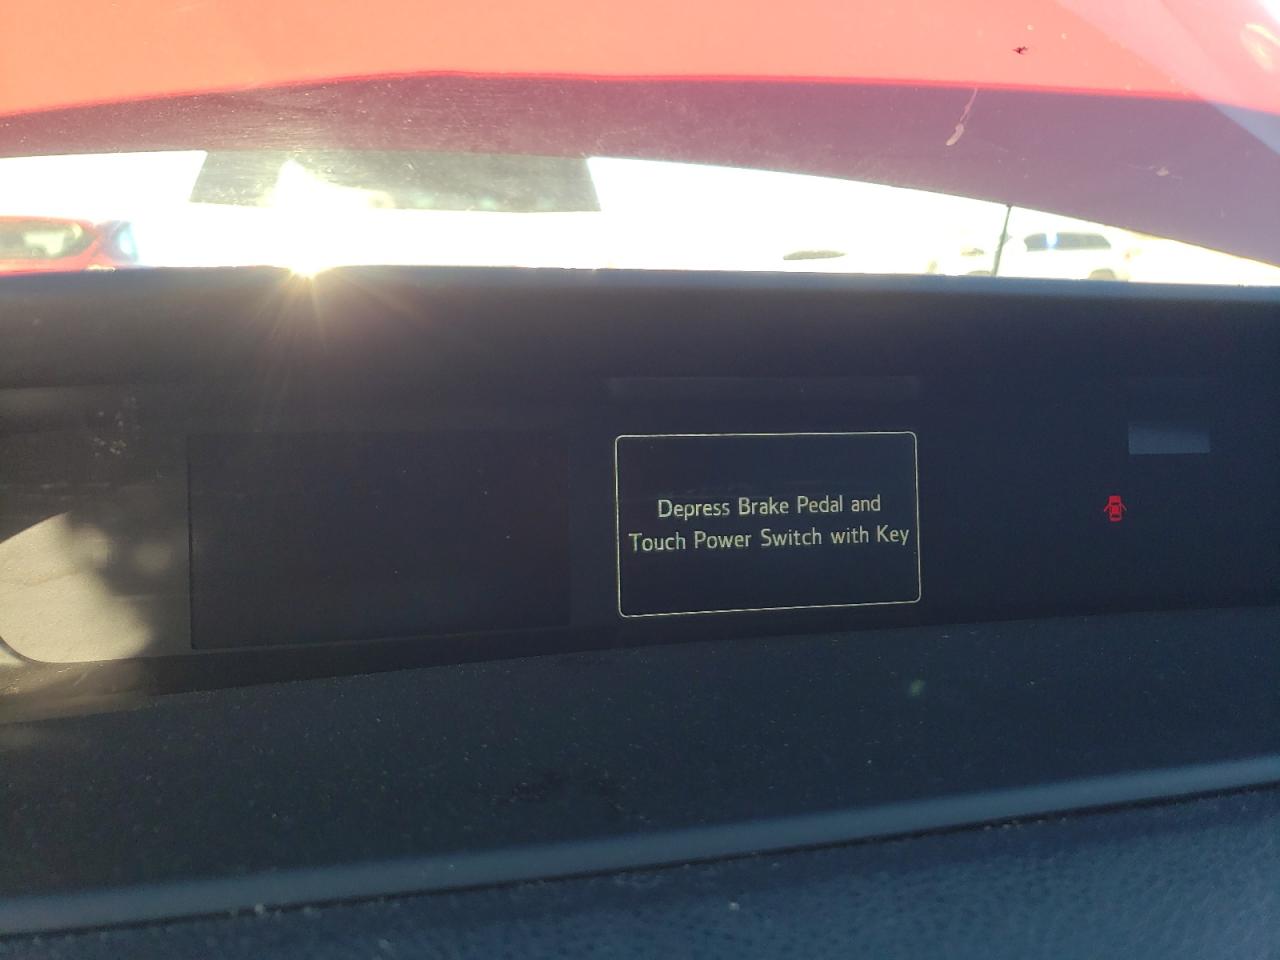 Depress Brake Pedal and
Touch Power Switch with Key